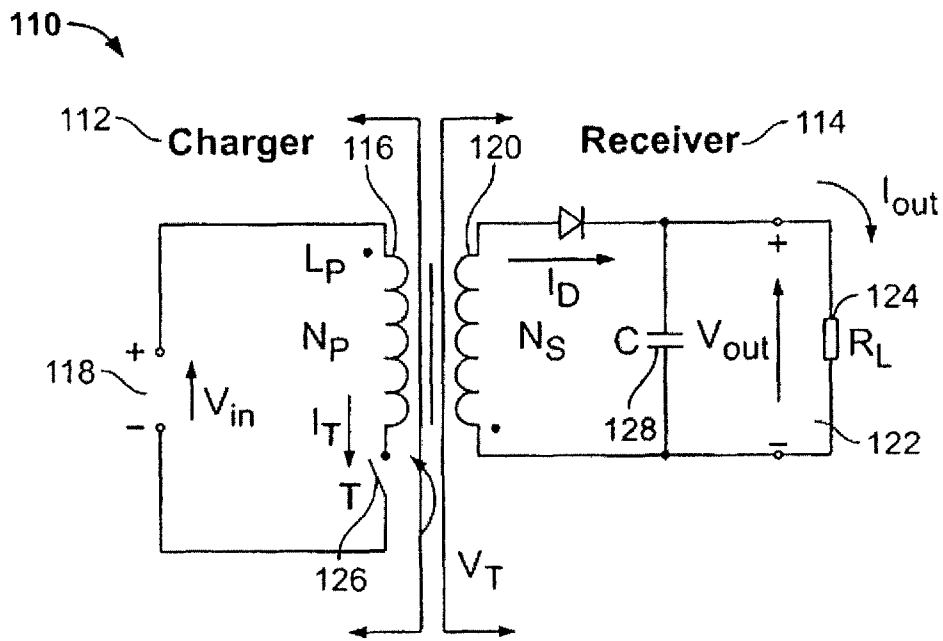 110
112 Charger 116 120 Receiver 114
I_out
L_P
N_P
I_T
T
126
+
118
−
V_in
V_T
I_D
N_S
C
128
+
V_out
−
124
R_L
122